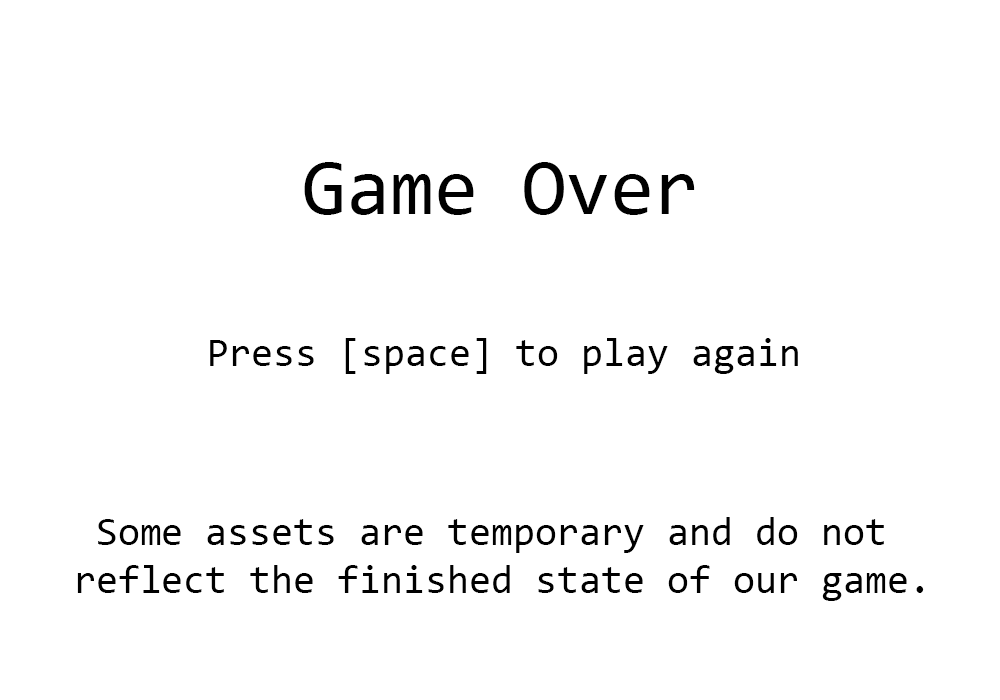 Game Over
Press [space] to play again
Some assets are temporary and do not
reflect the finished state of our game.